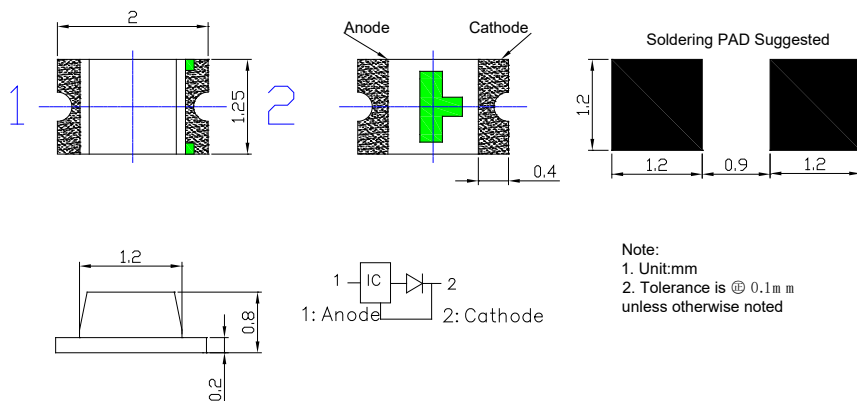 2
Anode
Cathode
Soldering PAD Suggested
1
2
1.25
1.2
0.4
1.2
0.9
1.2
1.2
0.8
0.2
1
IC
2
1: Anode
2: Cathode
Note:
1. Unit:mm
2. Tolerance is ㊣ 0.1m m
unless otherwise noted